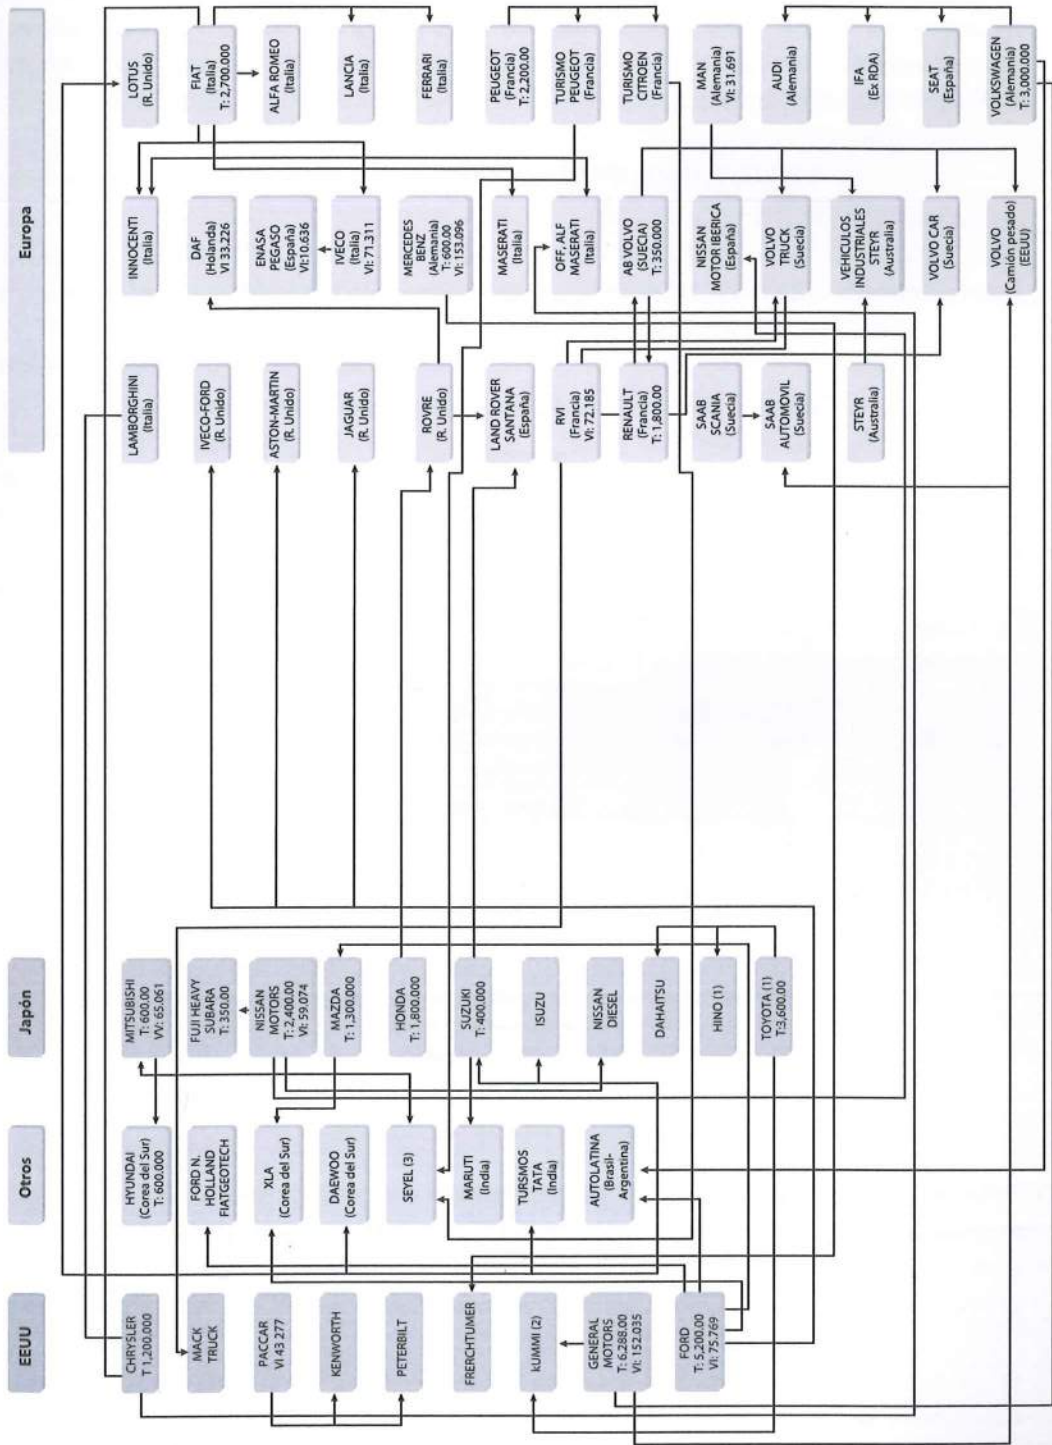 EEUU
Otros
Japón
Europa
CHRYSLER
T 1,200.000
MACK
TRUCK
PACCAR
VI 43 277
KENWORTH
PETERBILT
FRERCHTUMER
kUMMI (2)
GENERAL
MOTORS
T: 6,288.00
VI: 152.035
FORD
T: 5,200.00
VI: 75.769
HYUNDAI
(Corea del Sur)
T: 600.000
FORD N.
HOLLAND
FIATGEOTECH
XLA
(Corea del Sur)
DAEWOO
(Corea del Sur)
SEYEL (3)
MARUTI
(India)
TURSMOS
TATA
(India)
AUTOLATINA
(Brasil-
Argentina)
MITSUBISHI
T: 600.00
VV: 65.061
FUJI HEAVY
SUBARA
T: 350.00
NISSAN
MOTORS
T: 2,400.00
VI: 59.074
MAZDA
T: 1,300.000
HONDA
T: 1,800.000
SUZUKI
T: 400.000
ISUZU
NISSAN
DIESEL
DAHAITSU
HINO (1)
TOYOTA (1)
T:3,600.00
LAMBORGHINI
(Italia)
IVECO-FORD
(R. Unido)
ASTON-MARTIN
(R. Unido)
JAGUAR
(R. Unido)
ROVRE
(R. Unido)
LAND ROVER
SANTANA
(España)
RVI
(Francia)
VI: 72.185
RENAULT
(Francia)
T: 1,800.00
SAAB
SCANIA
(Suecia)
SAAB
AUTOMOVIL
(Suecia)
STEYR
(Australia)
INNOCENTI
(Italia)
DAF
(Holanda)
VI 33.226
ENASA
PEGASO
(España)
VI:10.636
IVECO
(Italia)
VI: 71.311
MERCEDES
BENZ
(Alemania)
T: 600.00
VI: 153.096
MASERATI
(Italia)
OFF, ALF
MASERATI
(Italia)
AB VOLVO
(SUECIA)
T: 350.000
NISSAN
MOTOR IBERICA
(España)
VOLVO
TRUCK
(Suecia)
VEHICULOS
INDUSTRIALES
STEYR
(Australia)
VOLVO CAR
(Suecia)
VOLVO
(Camión pesado)
(EEUU)
LOTUS
(R. Unido)
FIAT
(Italia)
T: 2,700.000
ALFA ROMEO
(Italia)
LANCIA
(Italia)
FERRARI
(Italia)
PEUGEOT
(Francia)
T: 2,200.00
TURISMO
PEUGEOT
(Francia)
TURISMO
CITROEN
(Francia)
MAN
(Alemania)
VI: 31.691
AUDI
(Alemania)
IFA
(Ex RDA)
SEAT
(España)
VOLKSWAGEN
(Alemania)
T: 3,000.000